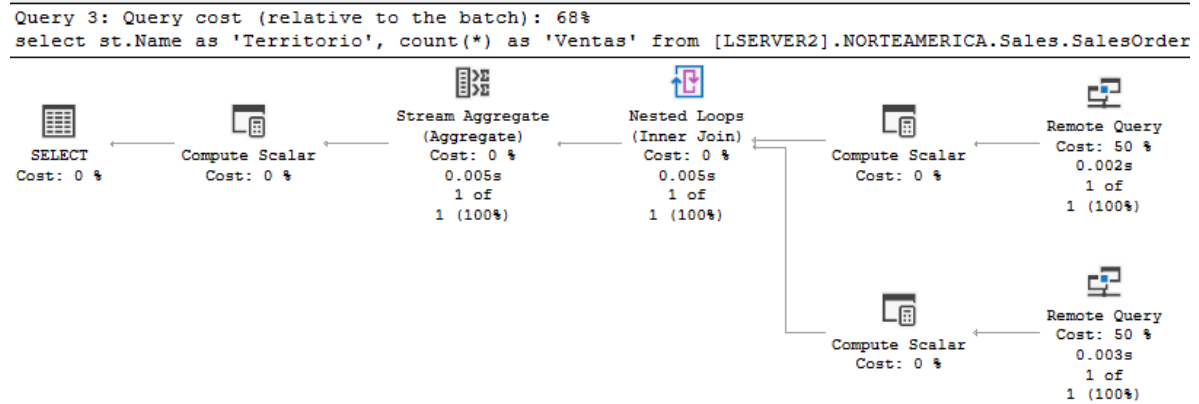 Query 3: Query cost (relative to the batch): 68%
select st.Name as 'Territorio', count(*) as 'Ventas' from [LSERVER2].NORTEAMERICA.Sales.SalesOrder
SELECT
Cost: 0 %
Compute Scalar
Cost: 0 %
Stream Aggregate
(Aggregate)
Cost: 0 %
0.005s
1 of
1 (100%)
Nested Loops
(Inner Join)
Cost: 0 %
0.005s
1 of
1 (100%)
Compute Scalar
Cost: 0 %
Remote Query
Cost: 50 %
0.002s
1 of
1 (100%)
Compute Scalar
Cost: 0 %
Remote Query
Cost: 50 %
0.003s
1 of
1 (100%)